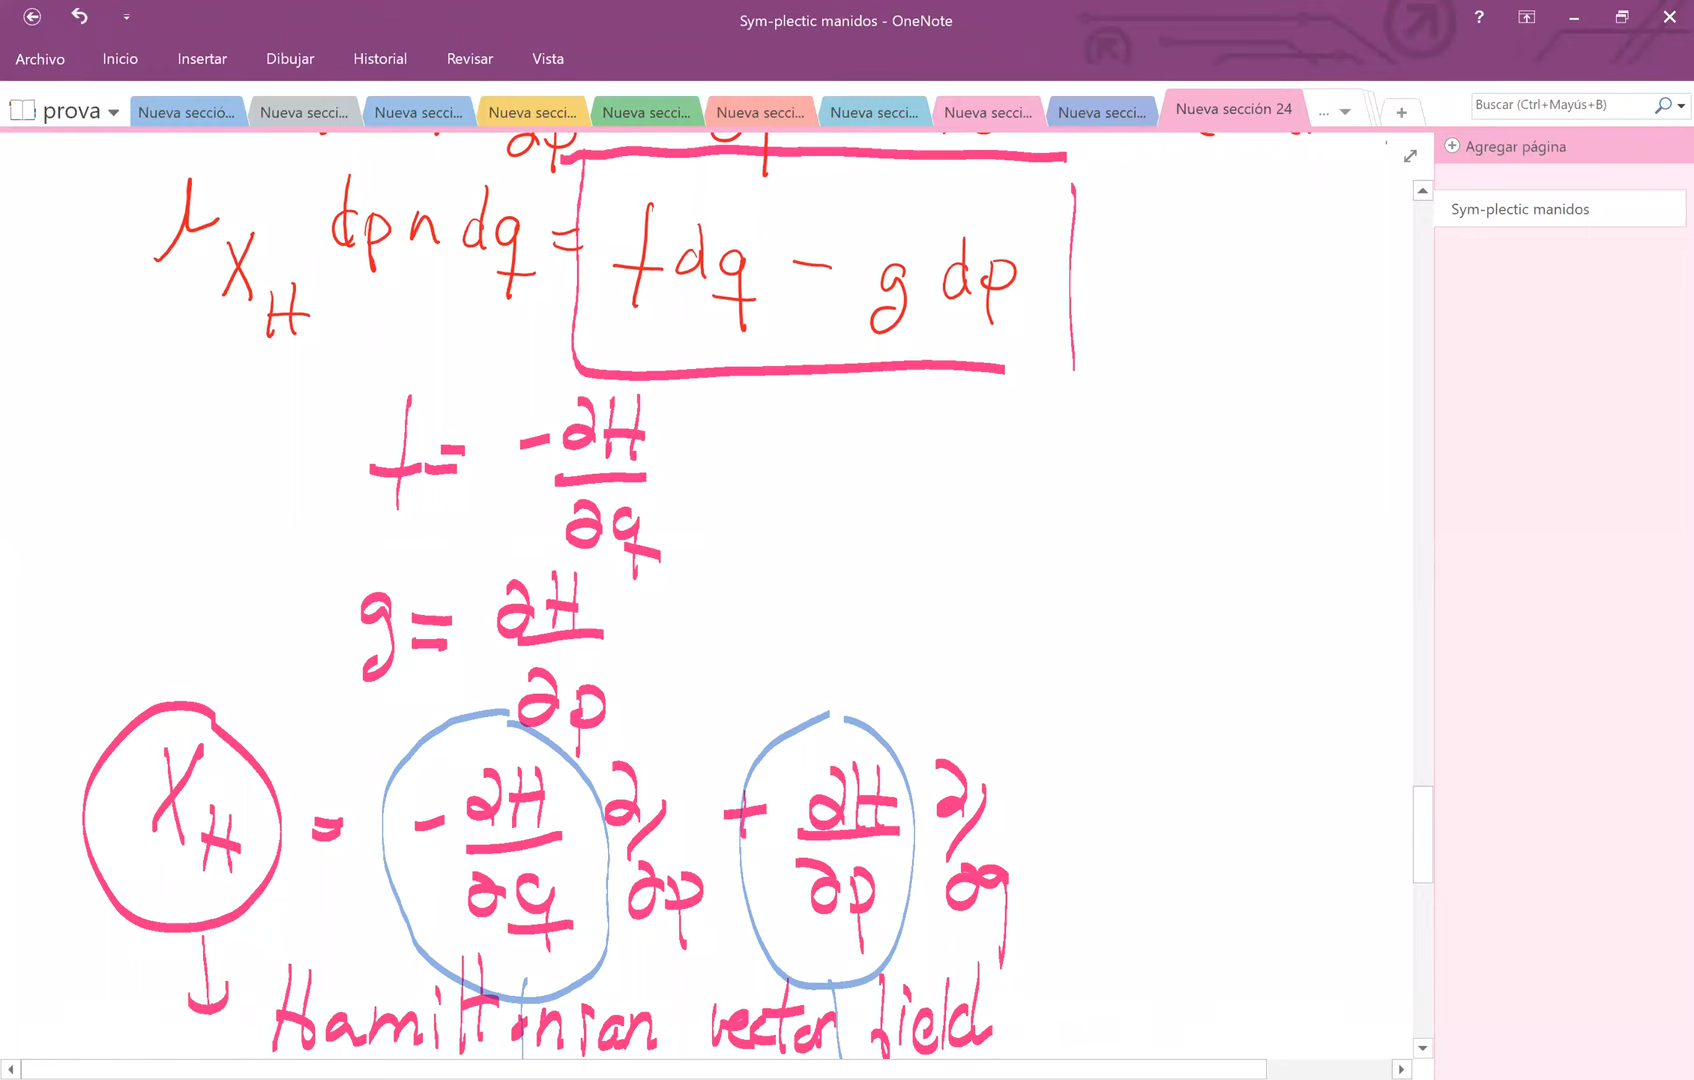 Sym-plectic manidos - OneNote
?
Archivo Inicio Insertar Dibujar Historial Revisar Vista
prova Nueva secció... Nueva secci... Nueva secci... Nueva secci... Nueva secci... Nueva secci... Nueva secci... Nueva secci... Nueva secci... Nueva sección 24 ... + Buscar (Ctrl+Mayús+B)
Agregar página
Sym-plectic manidos
X_H dp ∧ dq = f dq - g dp
f = - ∂H/∂q
g = ∂H/∂p
X_H = - ∂H/∂q ∂/∂p + ∂H/∂p ∂/∂q
Hamiltonian vector field